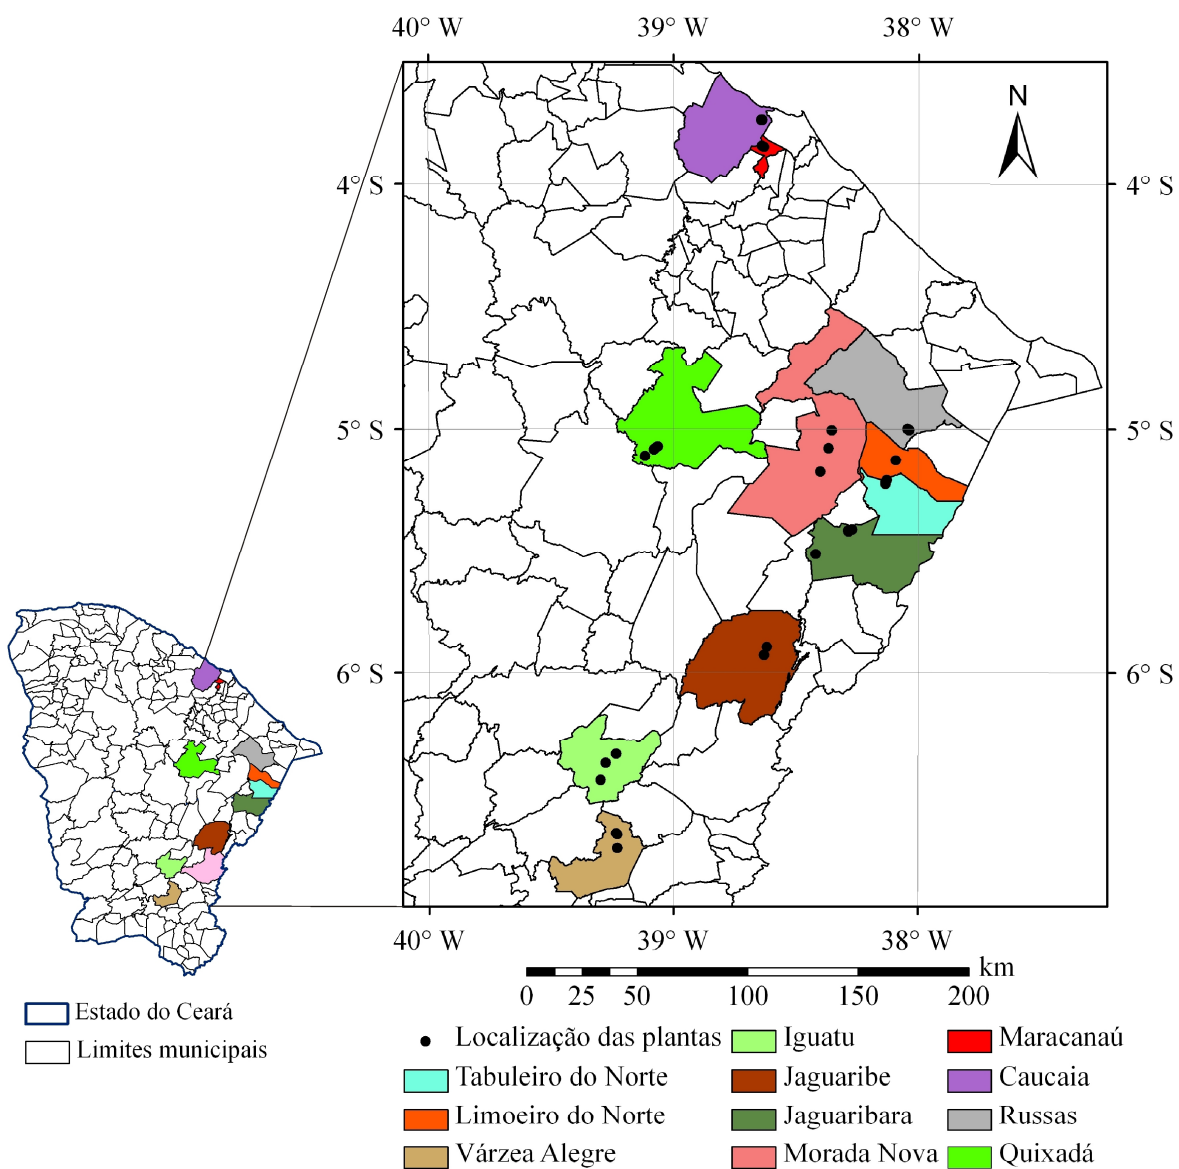 40° W 39° W 38° W
N
4° S 4° S
5° S 5° S
6° S 6° S
40° W 39° W 38° W
km
0 25 50 100 150 200
Estado do Ceará
Limites municipais
Localização das plantas Iguatu Maracanaú
Tabuleiro do Norte Jaguaribe Caucaia
Limoeiro do Norte Jaguaribara Russas
Várzea Alegre Morada Nova Quixadá